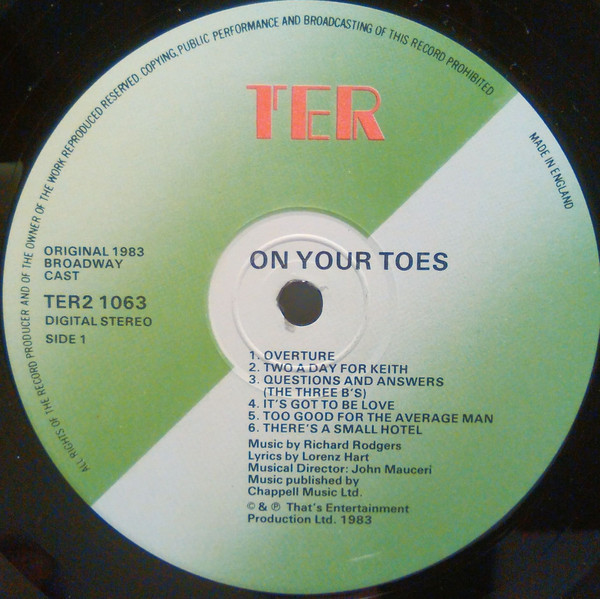 ALL RIGHTS OF THE RECORD PRODUCER AND OF THE OWNER OF THE WORK REPRODUCED RESERVED. COPYING, PUBLIC PERFORMANCE AND BROADCASTING OF THIS RECORD PROHIBITED
MADE IN ENGLAND
TER
ORIGINAL 1983
BROADWAY
CAST
TER2 1063
DIGITAL STEREO
SIDE 1
ON YOUR TOES
1. OVERTURE
2. TWO A DAY FOR KEITH
3. QUESTIONS AND ANSWERS
(THE THREE B'S)
4. IT'S GOT TO BE LOVE
5. TOO GOOD FOR THE AVERAGE MAN
6. THERE'S A SMALL HOTEL
Music by Richard Rodgers
Lyrics by Lorenz Hart
Musical Director: John Mauceri
Music published by
Chappell Music Ltd.
© & ℗ That's Entertainment
Production Ltd. 1983